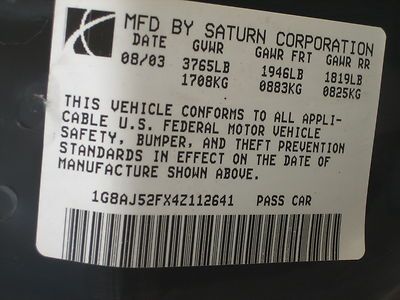 MFD BY SATURN CORPORATION
DATE GVWR GAWR FRT GAWR RR
08/03 3765LB 1946LB 1819LB
1708KG 0883KG 0825KG
THIS VEHICLE CONFORMS TO ALL APPLI-
CABLE U.S. FEDERAL MOTOR VEHICLE
SAFETY, BUMPER, AND THEFT PREVENTION
STANDARDS IN EFFECT ON THE DATE OF
MANUFACTURE SHOWN ABOVE.
1G8AJ52FX4Z112641 PASS CAR